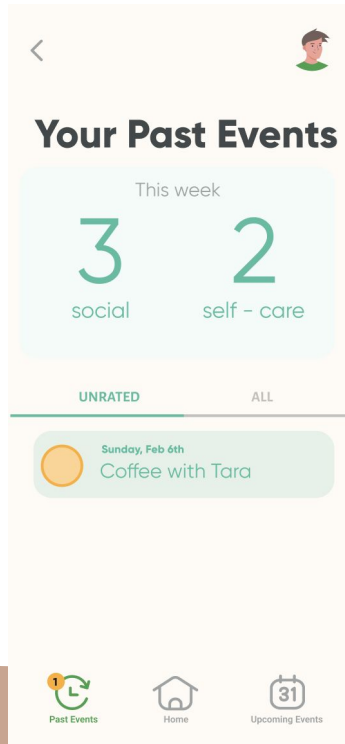 Your Past Events
This week
3 2
social self - care
UNRATED ALL
Sunday, Feb 6th
Coffee with Tara
1 31
Past Events Home Upcoming Events